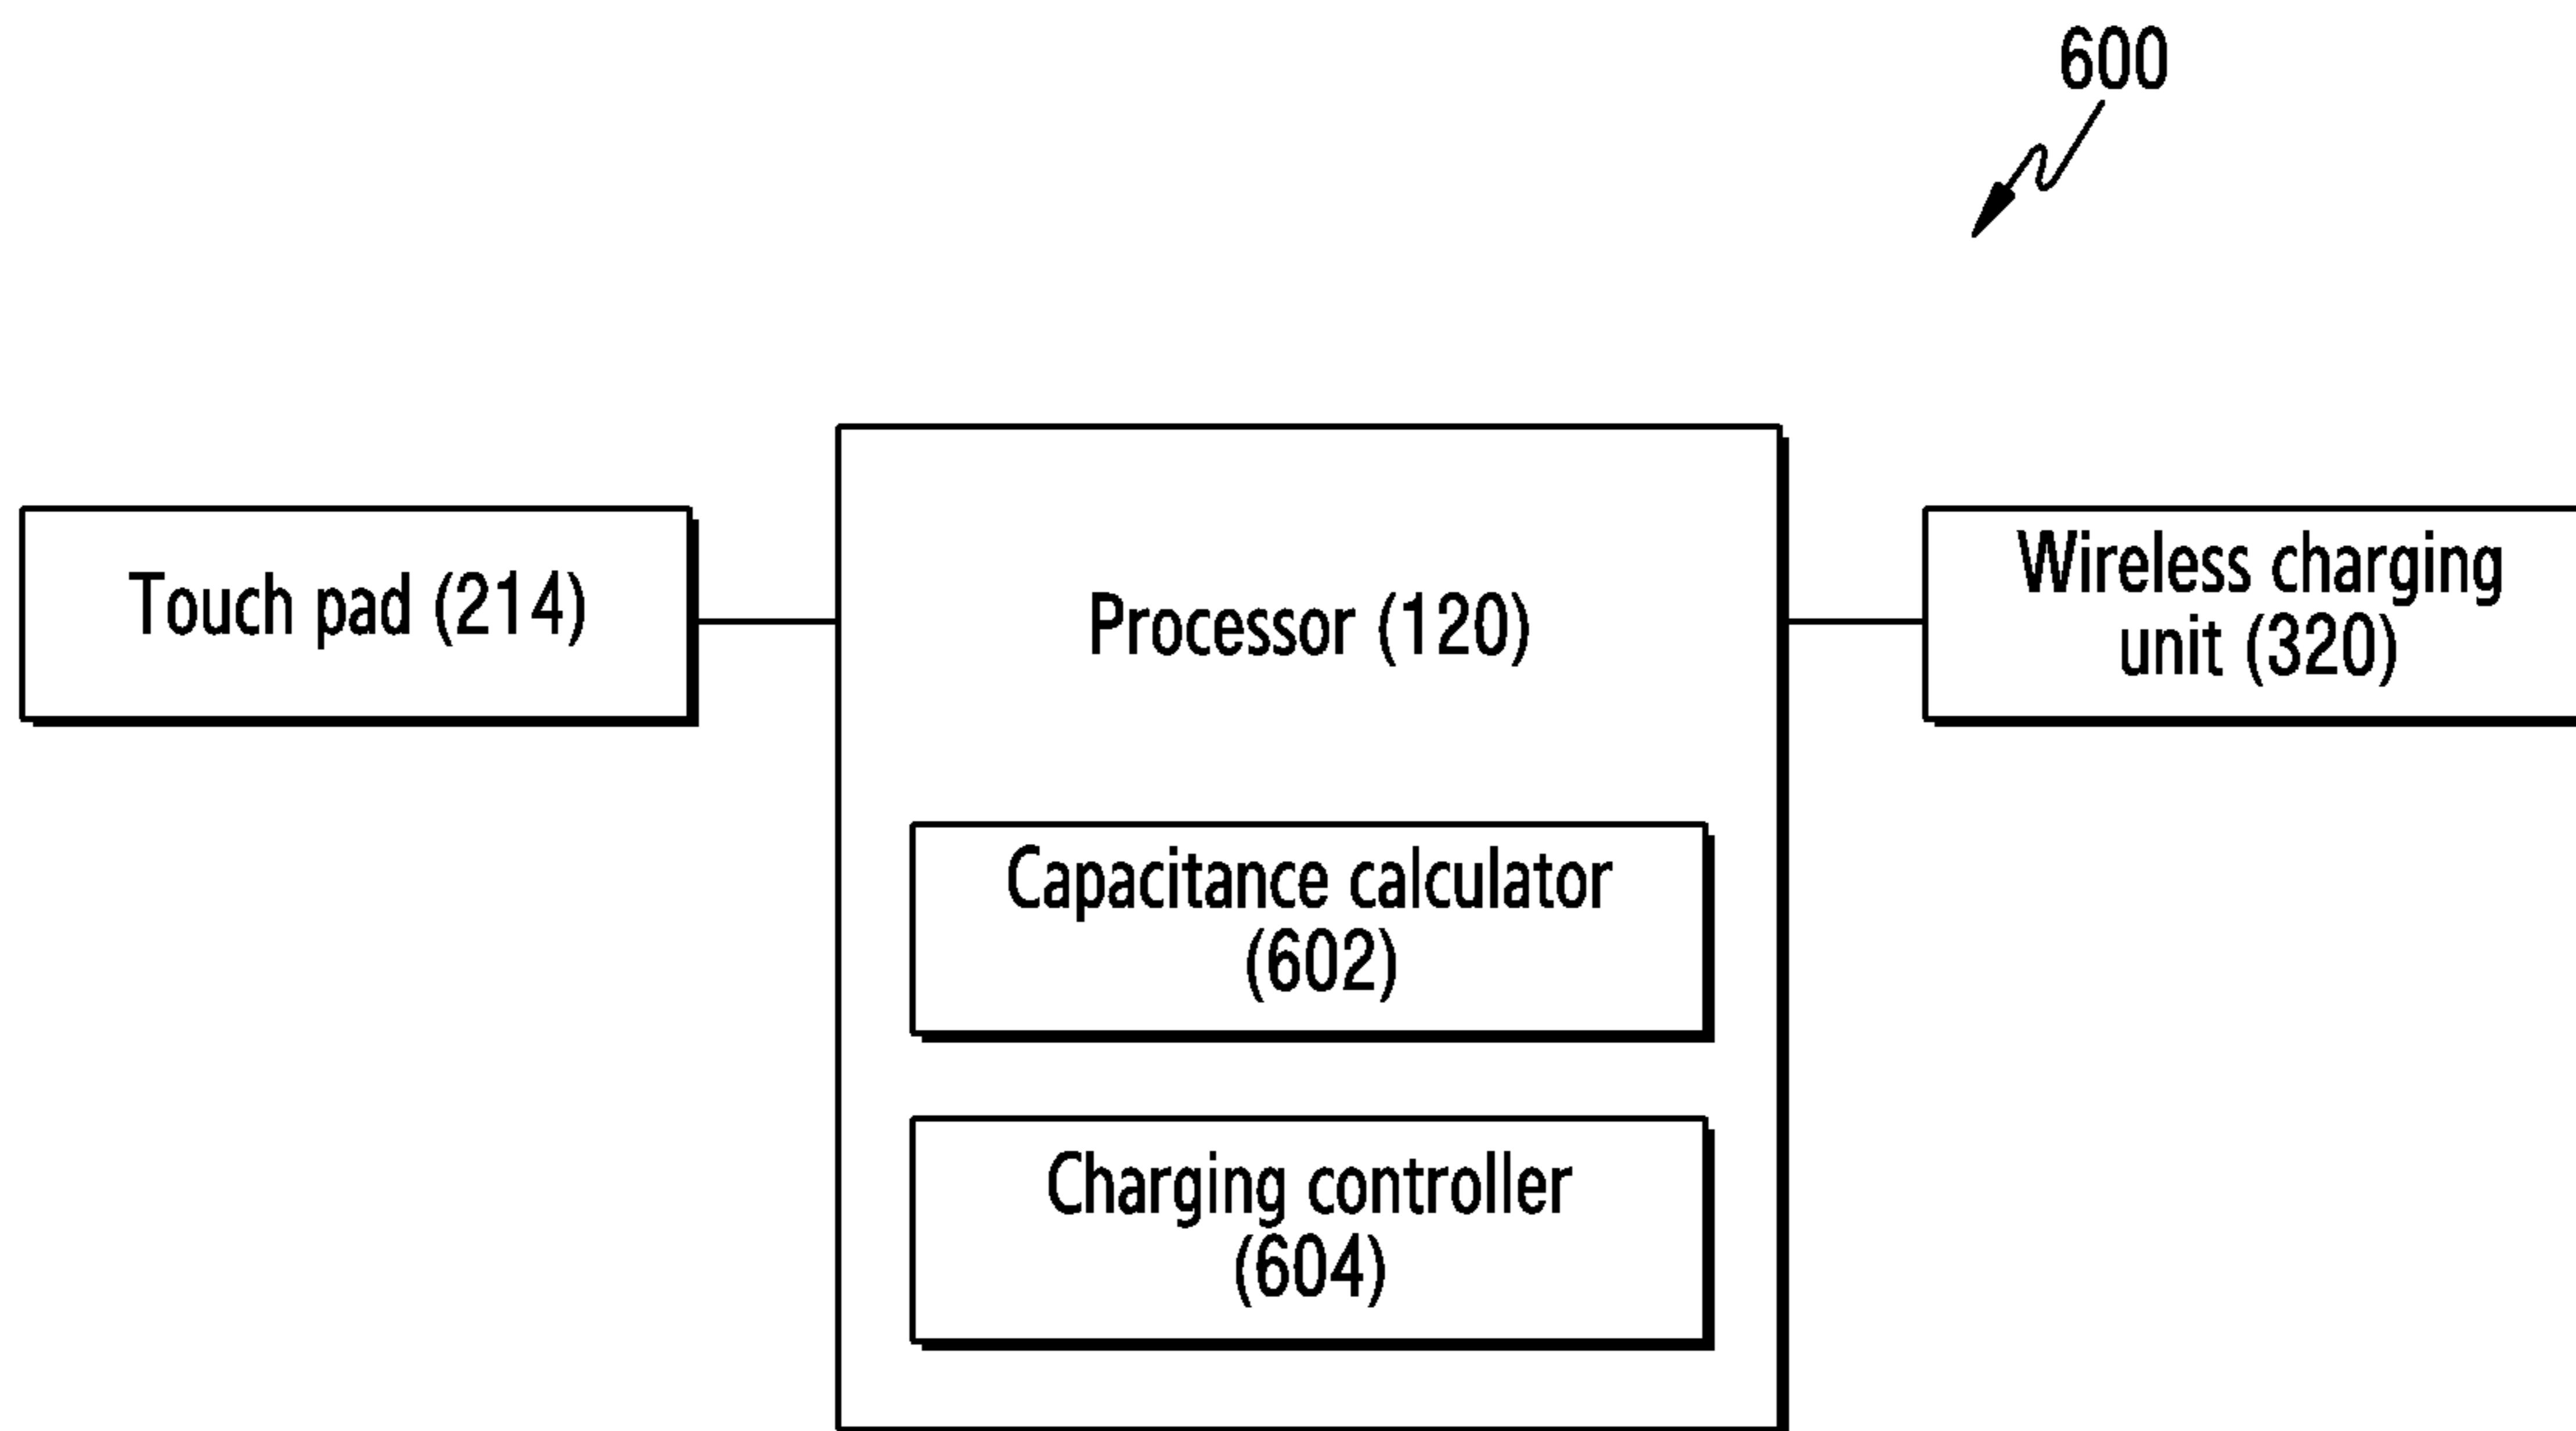 600
Touch pad (214)
Processor (120)
Wireless charging
unit (320)
Capacitance calculator
(602)
Charging controller
(604)